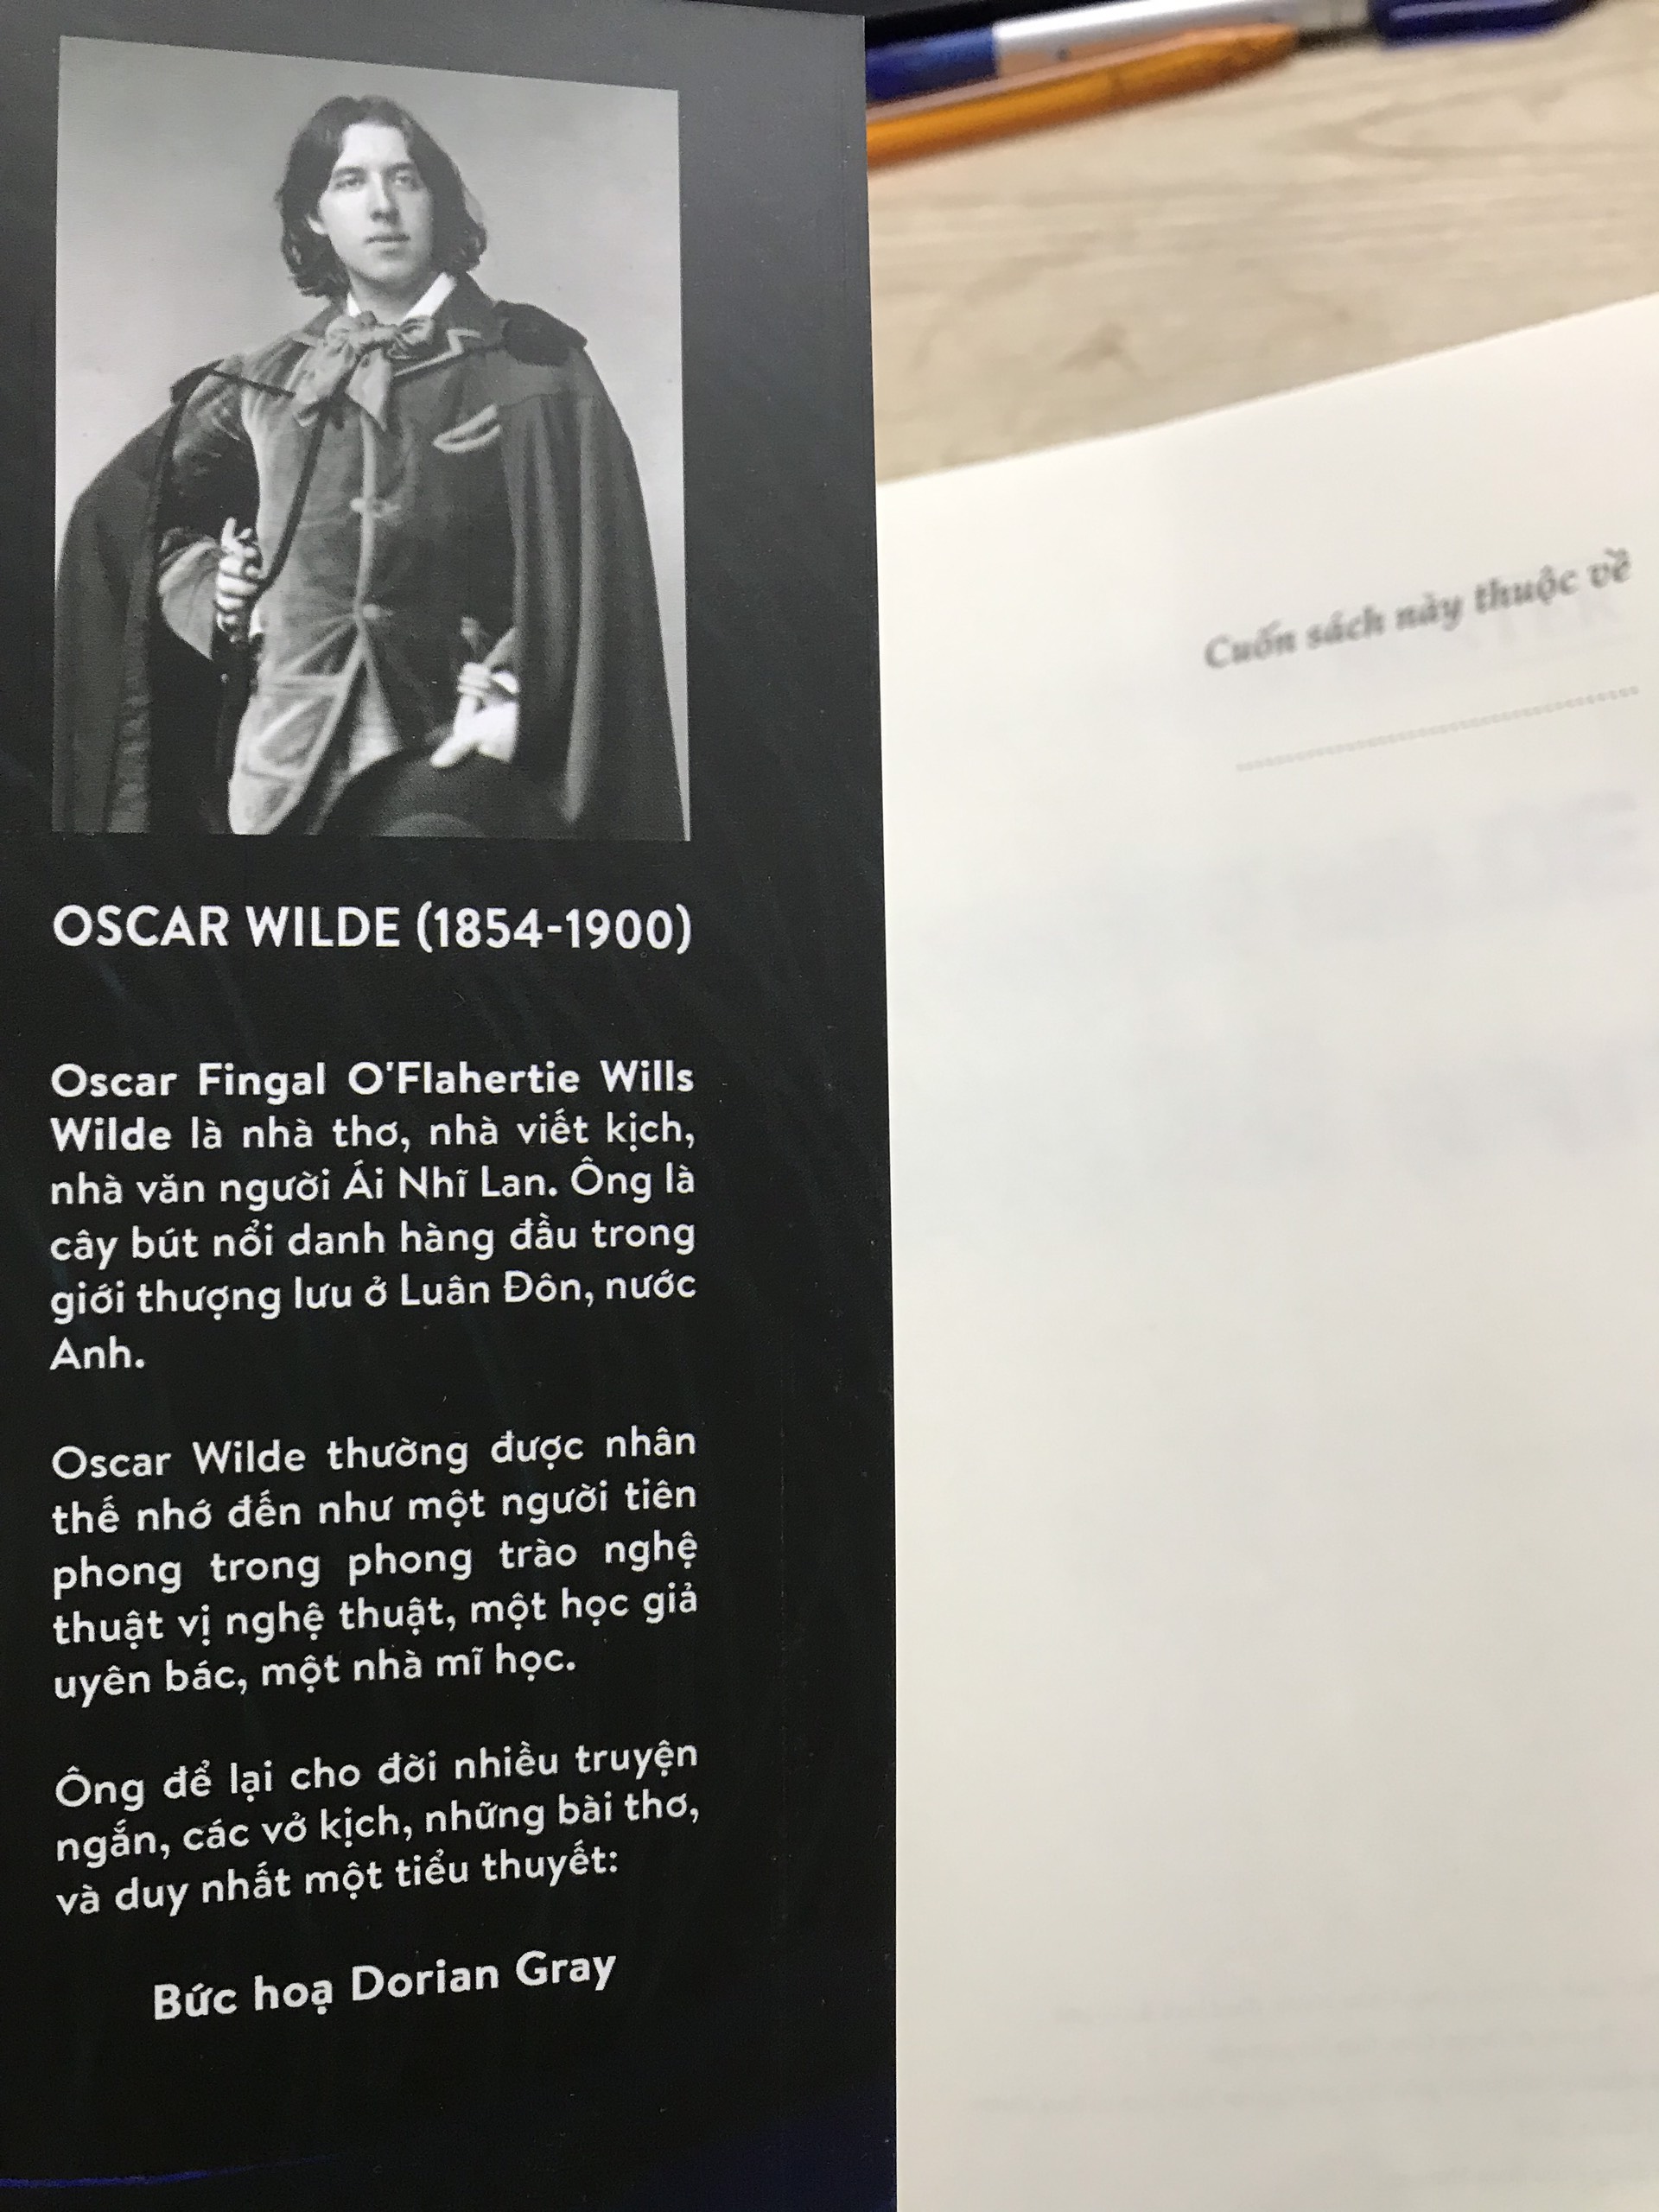 OSCAR WILDE (1854-1900)
Oscar Fingal O'Flahertie Wills
Wilde là nhà thơ, nhà viết kịch,
nhà văn người Ái Nhĩ Lan. Ông là
cây bút nổi danh hàng đầu trong
giới thượng lưu ở Luân Đôn, nước
Anh.
Oscar Wilde thường được nhân
thế nhớ đến như một người tiên
phong trong phong trào nghệ
thuật vị nghệ thuật, một học giả
uyên bác, một nhà mĩ học.
Ông để lại cho đời nhiều truyện
ngắn, các vở kịch, những bài thơ,
và duy nhất một tiểu thuyết:
Bức hoạ Dorian Gray
Cuốn sách này thuộc về